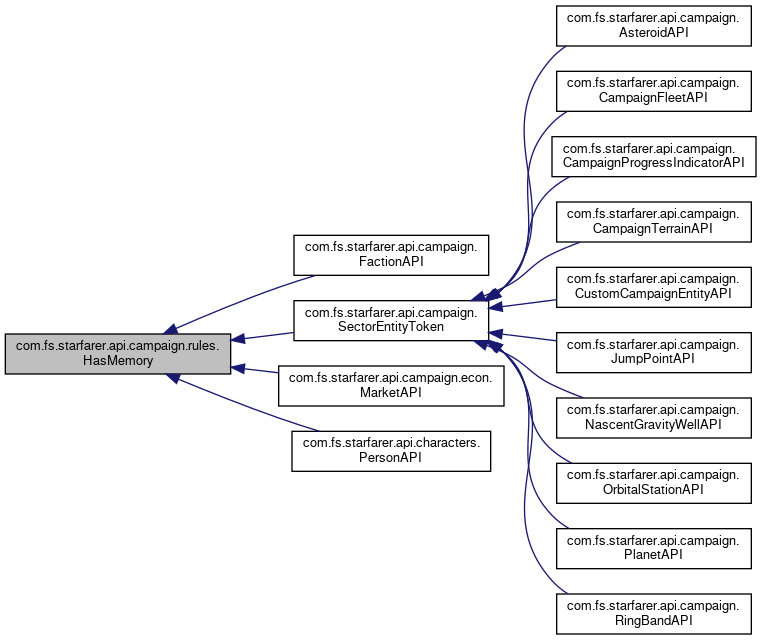 com.fs.starfarer.api.campaign.rules.
HasMemory
com.fs.starfarer.api.campaign.
FactionAPI
com.fs.starfarer.api.campaign.
SectorEntityToken
com.fs.starfarer.api.campaign.econ.
MarketAPI
com.fs.starfarer.api.characters.
PersonAPI
com.fs.starfarer.api.campaign.
AsteroidAPI
com.fs.starfarer.api.campaign.
CampaignFleetAPI
com.fs.starfarer.api.campaign.
CampaignProgressIndicatorAPI
com.fs.starfarer.api.campaign.
CampaignTerrainAPI
com.fs.starfarer.api.campaign.
CustomCampaignEntityAPI
com.fs.starfarer.api.campaign.
JumpPointAPI
com.fs.starfarer.api.campaign.
NascentGravityWellAPI
com.fs.starfarer.api.campaign.
OrbitalStationAPI
com.fs.starfarer.api.campaign.
PlanetAPI
com.fs.starfarer.api.campaign.
RingBandAPI